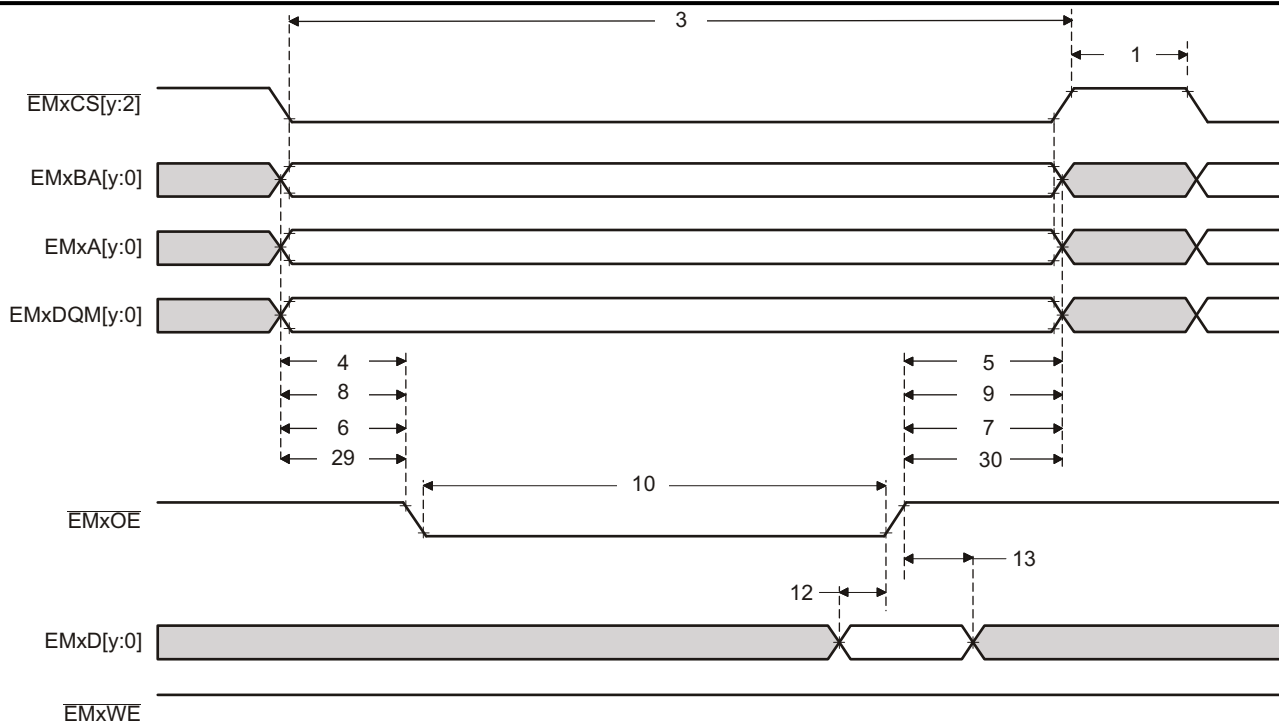 3
1
EMxCS[y:2]
EMxBA[y:0]
EMxA[y:0]
EMxDQM[y:0]
4 5
8 9
6 7
29 30
10
EMxOE
13
12
EMxD[y:0]
EMxWE